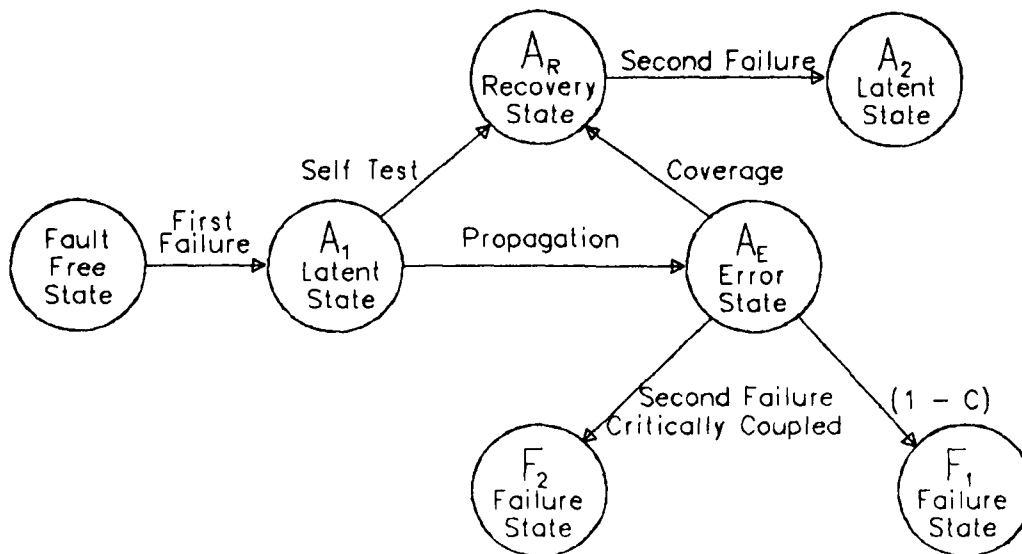 A_R
Recovery
State
Second Failure
A_2
Latent
State
Self Test
Coverage
Fault
Free
State
First
Failure
A_1
Latent
State
Propagation
A_E
Error
State
Second Failure
Critically Coupled
(1 - C)
F_2
Failure
State
F_1
Failure
State